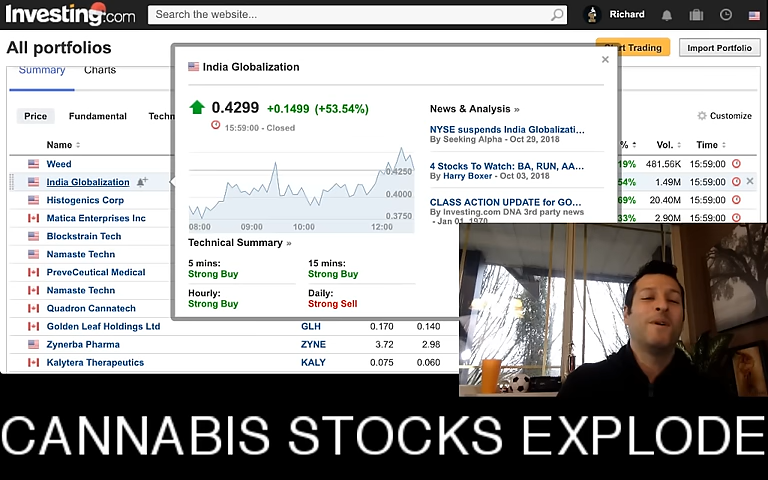 Investing.com
Search the website...
Richard
All portfolios
Start Trading
Import Portfolio
Summary Charts
Price Fundamental Techn
Customize
Name % Vol. Time
Weed 19% 481.56K 15:59:00
India Globalization 54% 1.49M 15:59:00
Histogenics Corp 69% 20.40M 15:59:00
Matica Enterprises Inc 33% 2.90M 15:59:00
Blockstrain Tech
Namaste Techn
PreveCeutical Medical
Namaste Techn
Quadron Cannatech
Golden Leaf Holdings Ltd GLH 0.170 0.140
Zynerba Pharma ZYNE 3.72 2.98
Kalytera Therapeutics KALY 0.075 0.060
India Globalization
0.4299 +0.1499 (+53.54%)
15:59:00 - Closed
0.4250
0.4000
0.3750
08:00 09:00 10:00 12:00
Technical Summary »
5 mins: 15 mins:
Strong Buy Strong Buy
Hourly: Daily:
Strong Buy Strong Sell
News & Analysis »
NYSE suspends India Globalizati...
By Seeking Alpha - Oct 29, 2018
4 Stocks To Watch: BA, RUN, AA...
By Harry Boxer - Oct 03, 2018
CLASS ACTION UPDATE for GO...
By Investing.com DNA 3rd party news
- Jan 01, 1970
CANNABIS STOCKS EXPLODE